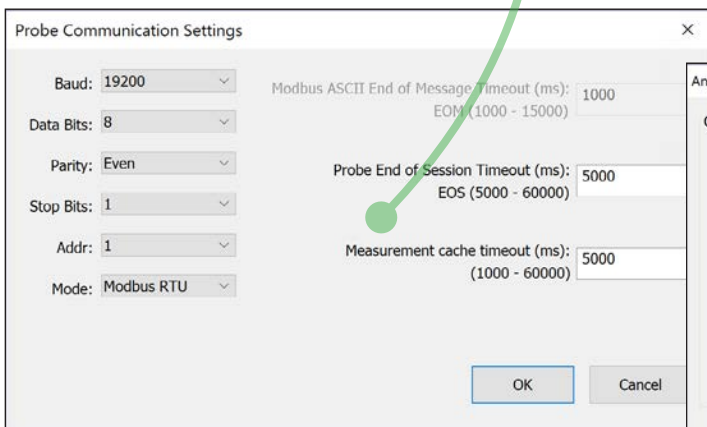 Probe Communication Settings
Baud: 19200
Data Bits: 8
Parity: Even
Stop Bits: 1
Addr: 1
Mode: Modbus RTU
Modbus ASCII End of Message Timeout (ms): 1000
EOM (1000 - 15000)
Probe End of Session Timeout (ms): 5000
EOS (5000 - 60000)
Measurement cache timeout (ms): 5000
(1000 - 60000)
OK
Cancel
An